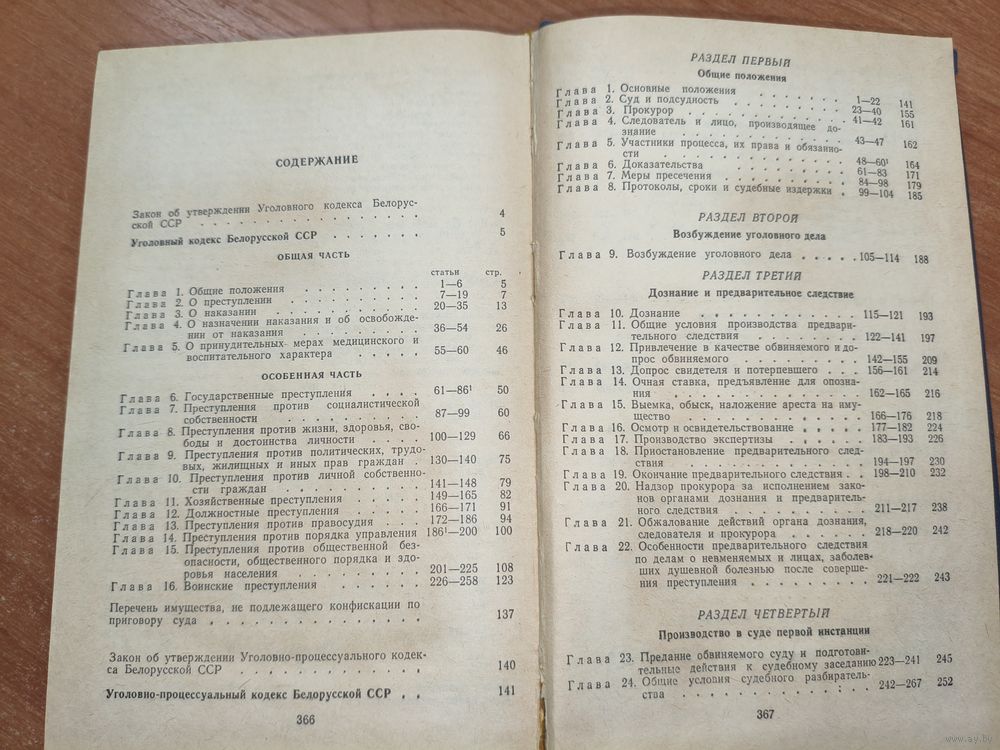 СОДЕРЖАНИЕ
Закон об утверждении Уголовного кодекса Белорус-
ской ССР . . . . . . . . . . . . . . 4
Уголовный кодекс Белорусской ССР . . . . . . . 5
ОБЩАЯ ЧАСТЬ
статьи стр.
Глава 1. Общие положения . . . . . . . 1—6 5
Глава 2. О преступлении . . . . . . . 7—19 7
Глава 3. О наказании . . . . . . . . 20—35 13
Глава 4. О назначении наказания и об освобожде-
нии от наказания . . . . . . . 36—54 26
Глава 5. О принудительных мерах медицинского и
воспитательного характера . . . . . 55—60 46
ОСОБЕННАЯ ЧАСТЬ
Глава 6. Государственные преступления . . . . 61—86¹ 50
Глава 7. Преступления против социалистической
собственности . . . . . . . . 87—99 60
Глава 8. Преступления против жизни, здоровья, сво-
боды и достоинства личности . . . . 100—129 66
Глава 9. Преступления против политических, трудо-
вых, жилищных и иных прав граждан . 130—140 75
Глава 10. Преступления против личной собственно-
сти граждан . . . . . . . . . 141—148 79
Глава 11. Хозяйственные преступления . . . . 149—165 82
Глава 12. Должностные преступления . . . . . 166—171 91
Глава 13. Преступления против правосудия . . . 172—186 94
Глава 14. Преступления против порядка управления 186¹—200 100
Глава 15. Преступления против общественной без-
опасности, общественного порядка и здо-
ровья населения . . . . . . . . 201—225 108
Глава 16. Воинские преступления . . . . . . 226—258 123
Перечень имущества, не подлежащего конфискации по
приговору суда . . . . . . . . . . . . . . 137
Закон об утверждении Уголовно-процессуального кодек-
са Белорусской ССР . . . . . . . . . . . . 140
Уголовно-процессуальный кодекс Белорусской ССР . . 141
366
РАЗДЕЛ ПЕРВЫЙ
Общие положения
Глава 1. Основные положения . . . . . . . 1—22 141
Глава 2. Суд и подсудность . . . . . . . 23—40 155
Глава 3. Прокурор . . . . . . . . . . 41—42 161
Глава 4. Следователь и лицо, производящее до-
знание . . . . . . . . . . . 43—47 162
Глава 5. Участники процесса, их права и обязанно-
сти . . . . . . . . . . . . 48—60¹ 164
Глава 6. Доказательства . . . . . . . . 61—83 171
Глава 7. Меры пресечения . . . . . . . 84—98 179
Глава 8. Протоколы, сроки и судебные издержки . 99—104 185
РАЗДЕЛ ВТОРОЙ
Возбуждение уголовного дела
Глава 9. Возбуждение уголовного дела . . . . . 105—114 188
РАЗДЕЛ ТРЕТИЙ
Дознание и предварительное следствие
Глава 10. Дознание . . . . . . . . . . 115—121 193
Глава 11. Общие условия производства предвари-
тельного следствия . . . . . . . 122—141 197
Глава 12. Привлечение в качестве обвиняемого и до-
прос обвиняемого . . . . . . . . 142—155 209
Глава 13. Допрос свидетеля и потерпевшего . . . 156—161 214
Глава 14. Очная ставка, предъявление для опозна-
ния . . . . . . . . . . . . 162—165 216
Глава 15. Выемка, обыск, наложение ареста на иму-
щество . . . . . . . . . . . 166—176 218
Глава 16. Осмотр и освидетельствование . . . . 177—182 224
Глава 17. Производство экспертизы . . . . . . 183—193 226
Глава 18. Приостановление предварительного след-
ствия . . . . . . . . . . . 194—197 230
Глава 19. Окончание предварительного следствия . . 198—210 232
Глава 20. Надзор прокурора за исполнением зако-
нов органами дознания и предваритель-
ного следствия . . . . . . . . . 211—217 238
Глава 21. Обжалование действий органа дознания,
следователя и прокурора . . . . . . 218—220 242
Глава 22. Особенности предварительного следствия
по делам о невменяемых и лицах, заболев-
ших душевной болезнью после соверше-
ния преступления . . . . . . . . 221—222 243
РАЗДЕЛ ЧЕТВЕРТЫЙ
Производство в суде первой инстанции
Глава 23. Предание обвиняемого суду и подготови-
тельные действия к судебному заседанию 223—241 245
Глава 24. Общие условия судебного разбиратель-
ства . . . . . . . . . . . . 242—267 252
367
www.ay.by